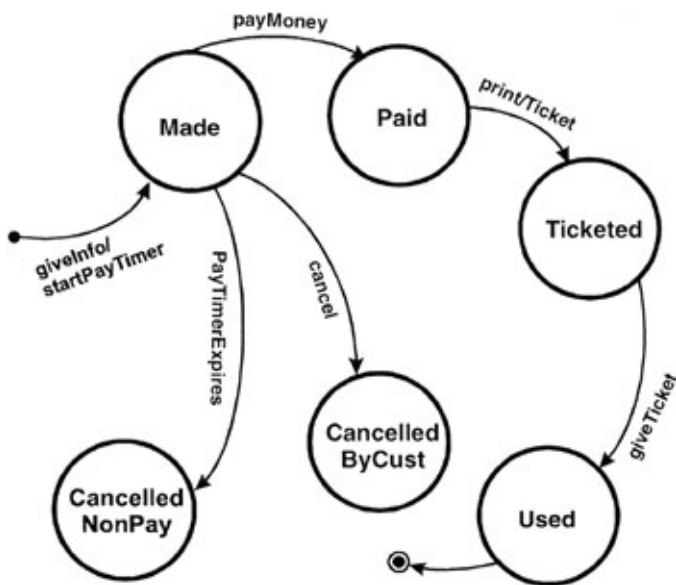 payMoney
Made
Paid
print/Ticket
Ticketed
giveInfo/
startPayTimer
PayTimerExpires
cancel
giveTicket
Cancelled
ByCust
Cancelled
NonPay
Used